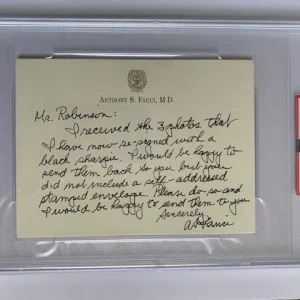 ANTHONY S. FAUCI, M.D.
Mr. Robinson:
I received the 3 photos that
I have now re-signed with a
black sharpie. I would be happy to
send them back to you but you
did not include a self-addressed
stamped envelope. Please do so and
I would be happy to send them to you
Sincerely,
A S Fauci